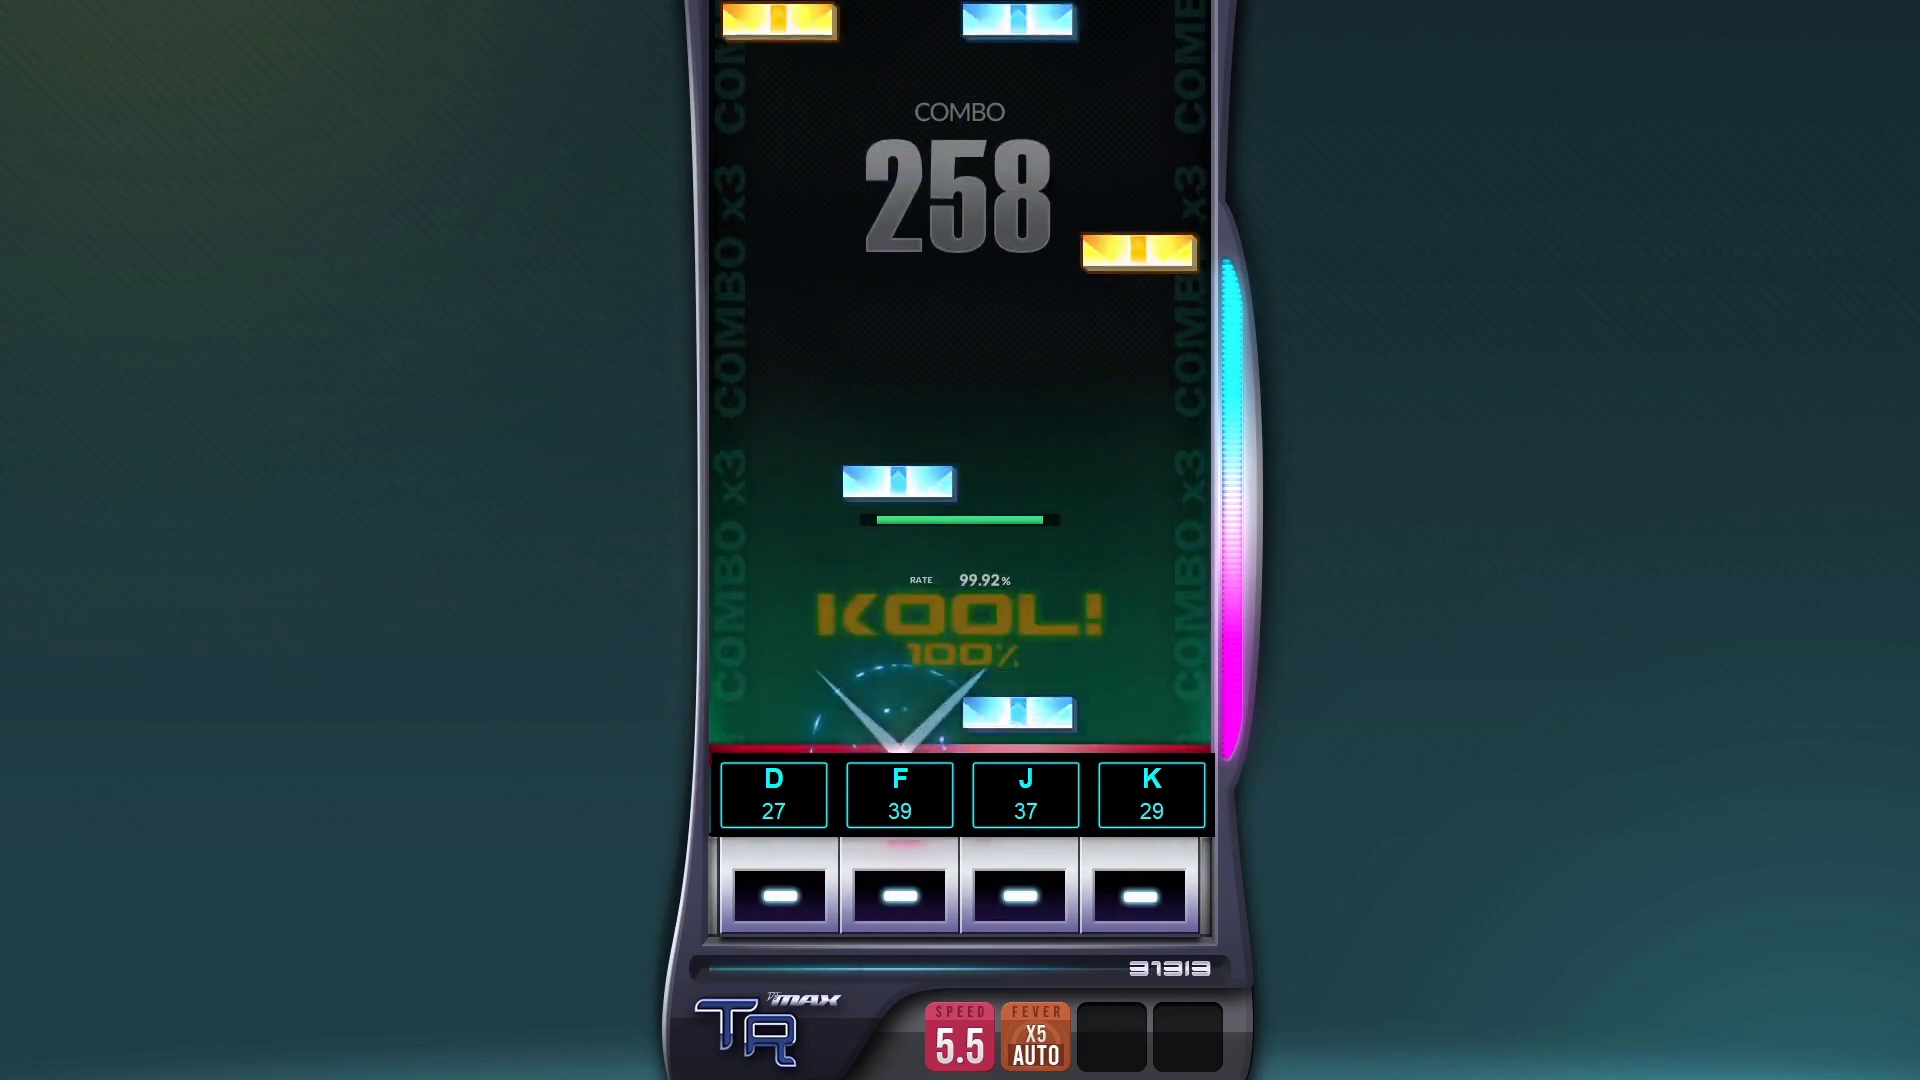 COMBO
258
COMBO x3 COMBO x3 COMBO
COMBO x3 COMBO x3 COMBO
RATE 99.92%
KOOL!
100%
D F J K
27 39 37 29
31313
DJMAX
TR
SPEED FEVER
5.5 X5
AUTO